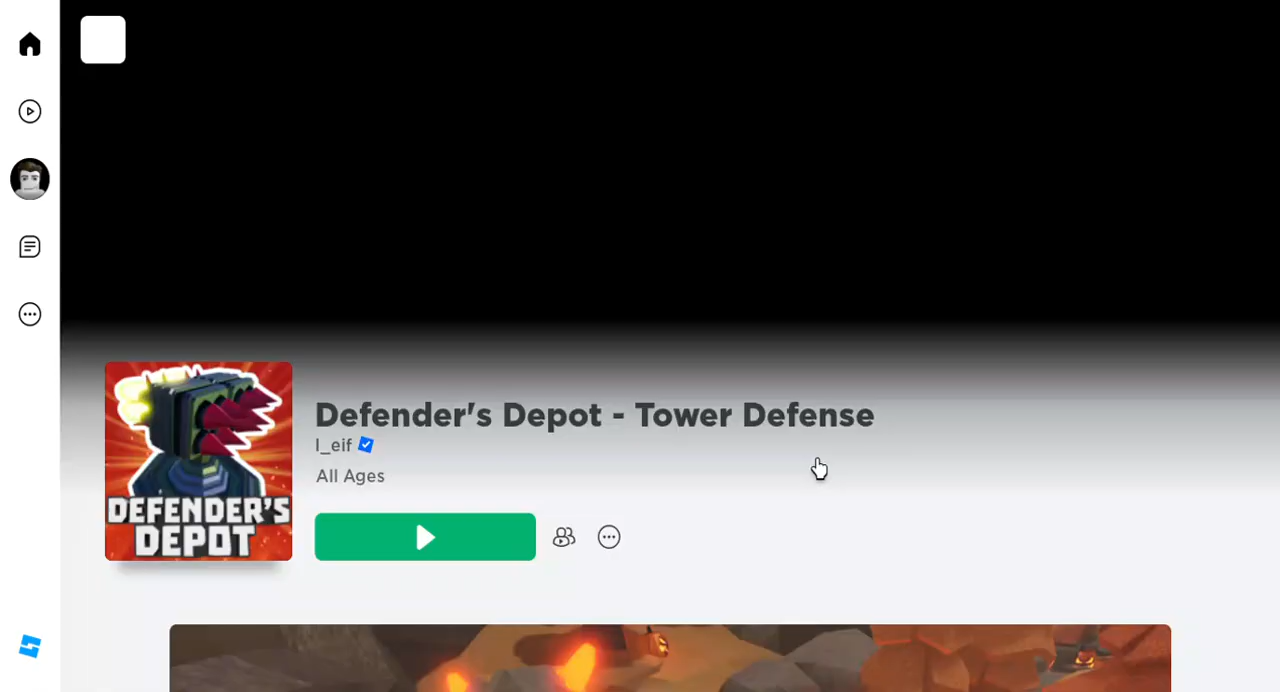 Defender's Depot - Tower Defense
l_eif
All Ages
DEFENDER'S
DEPOT